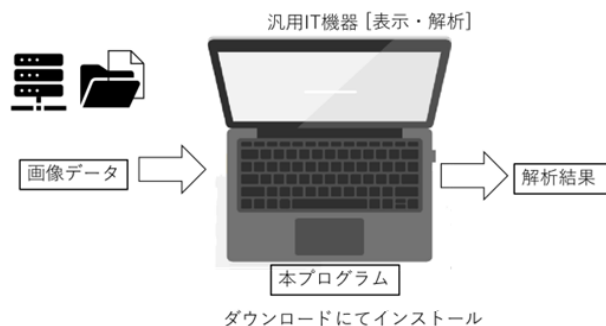 汎用IT機器 [表示・解析]
画像データ
解析結果
本プログラム
ダウンロードにてインストール